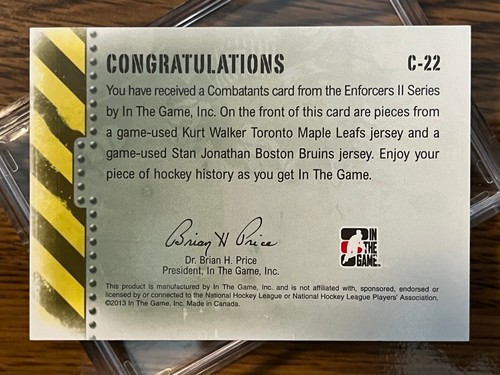 CONGRATULATIONS C-22
You have received a Combatants card from the Enforcers II Series
by In The Game, Inc. On the front of this card are pieces from
a game-used Kurt Walker Toronto Maple Leafs jersey and a
game-used Stan Jonathan Boston Bruins jersey. Enjoy your
piece of hockey history as you get In The Game.
Brian H Price
Dr. Brian H. Price
President, In The Game, Inc.
IN
THE
GAME
This product is manufactured by In The Game, Inc. and is not affiliated with, sponsored, endorsed or
licensed by or connected to the National Hockey League or National Hockey League Players' Association.
©2013 In The Game, Inc. Made in Canada.